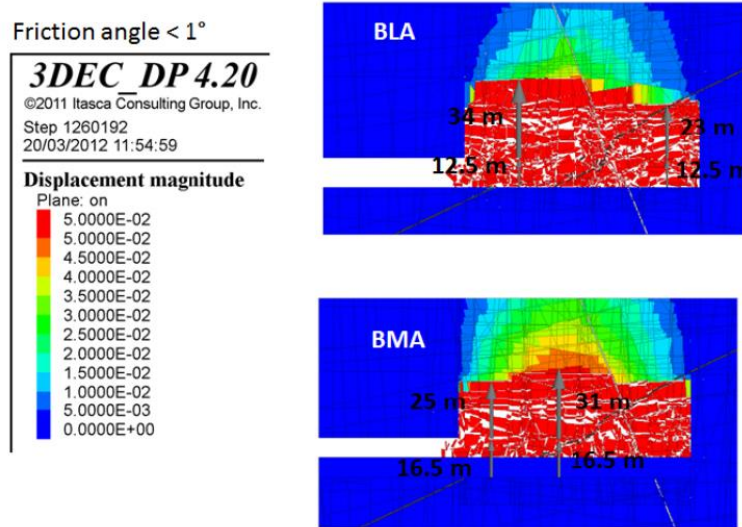 Friction angle < 1°
3DEC_DP 4.20
©2011 Itasca Consulting Group, Inc.
Step 1260192
20/03/2012 11:54:59
Displacement magnitude
Plane: on
5.0000E-02
5.0000E-02
4.5000E-02
4.0000E-02
3.5000E-02
3.0000E-02
2.5000E-02
2.0000E-02
1.5000E-02
1.0000E-02
5.0000E-03
0.0000E+00
BLA
34 m
23 m
12.5 m
12.5 m
BMA
25 m
31 m
16.5 m
16.5 m